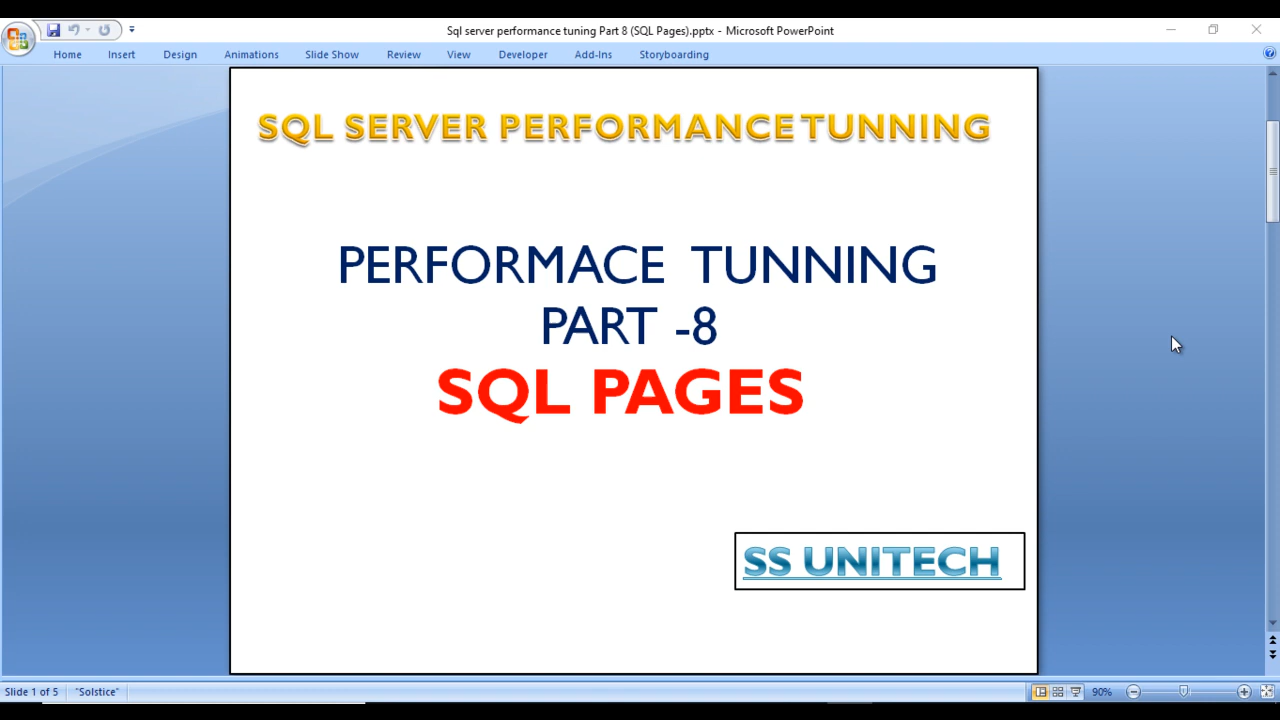 Sql server performance tuning Part 8 (SQL Pages).pptx - Microsoft PowerPoint
Home Insert Design Animations Slide Show Review View Developer Add-Ins Storyboarding
SQL SERVER PERFORMANCE TUNNING
PERFORMACE TUNNING
PART -8
SQL PAGES
SS UNITECH
Slide 1 of 5 "Solstice" 90%